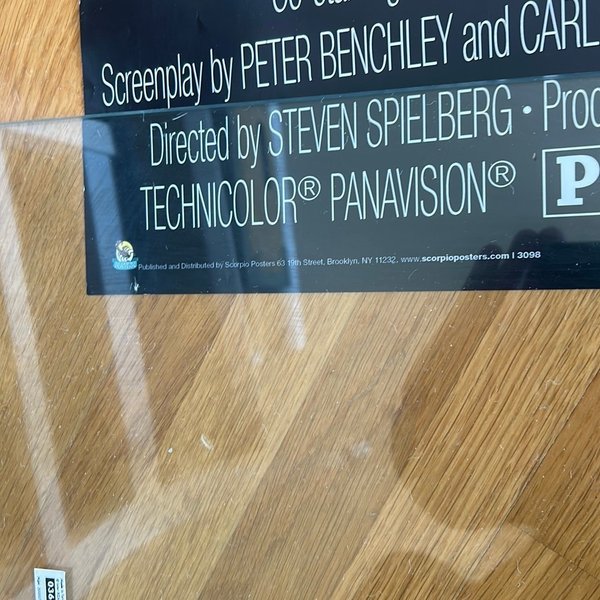 Screenplay by PETER BENCHLEY and CARL
Directed by STEVEN SPIELBERG · Prod
TECHNICOLOR® PANAVISION® P
Published and Distributed by Scorpio Posters 63 19th Street, Brooklyn, NY 11232. www.scorpioposters.com | 3098
036